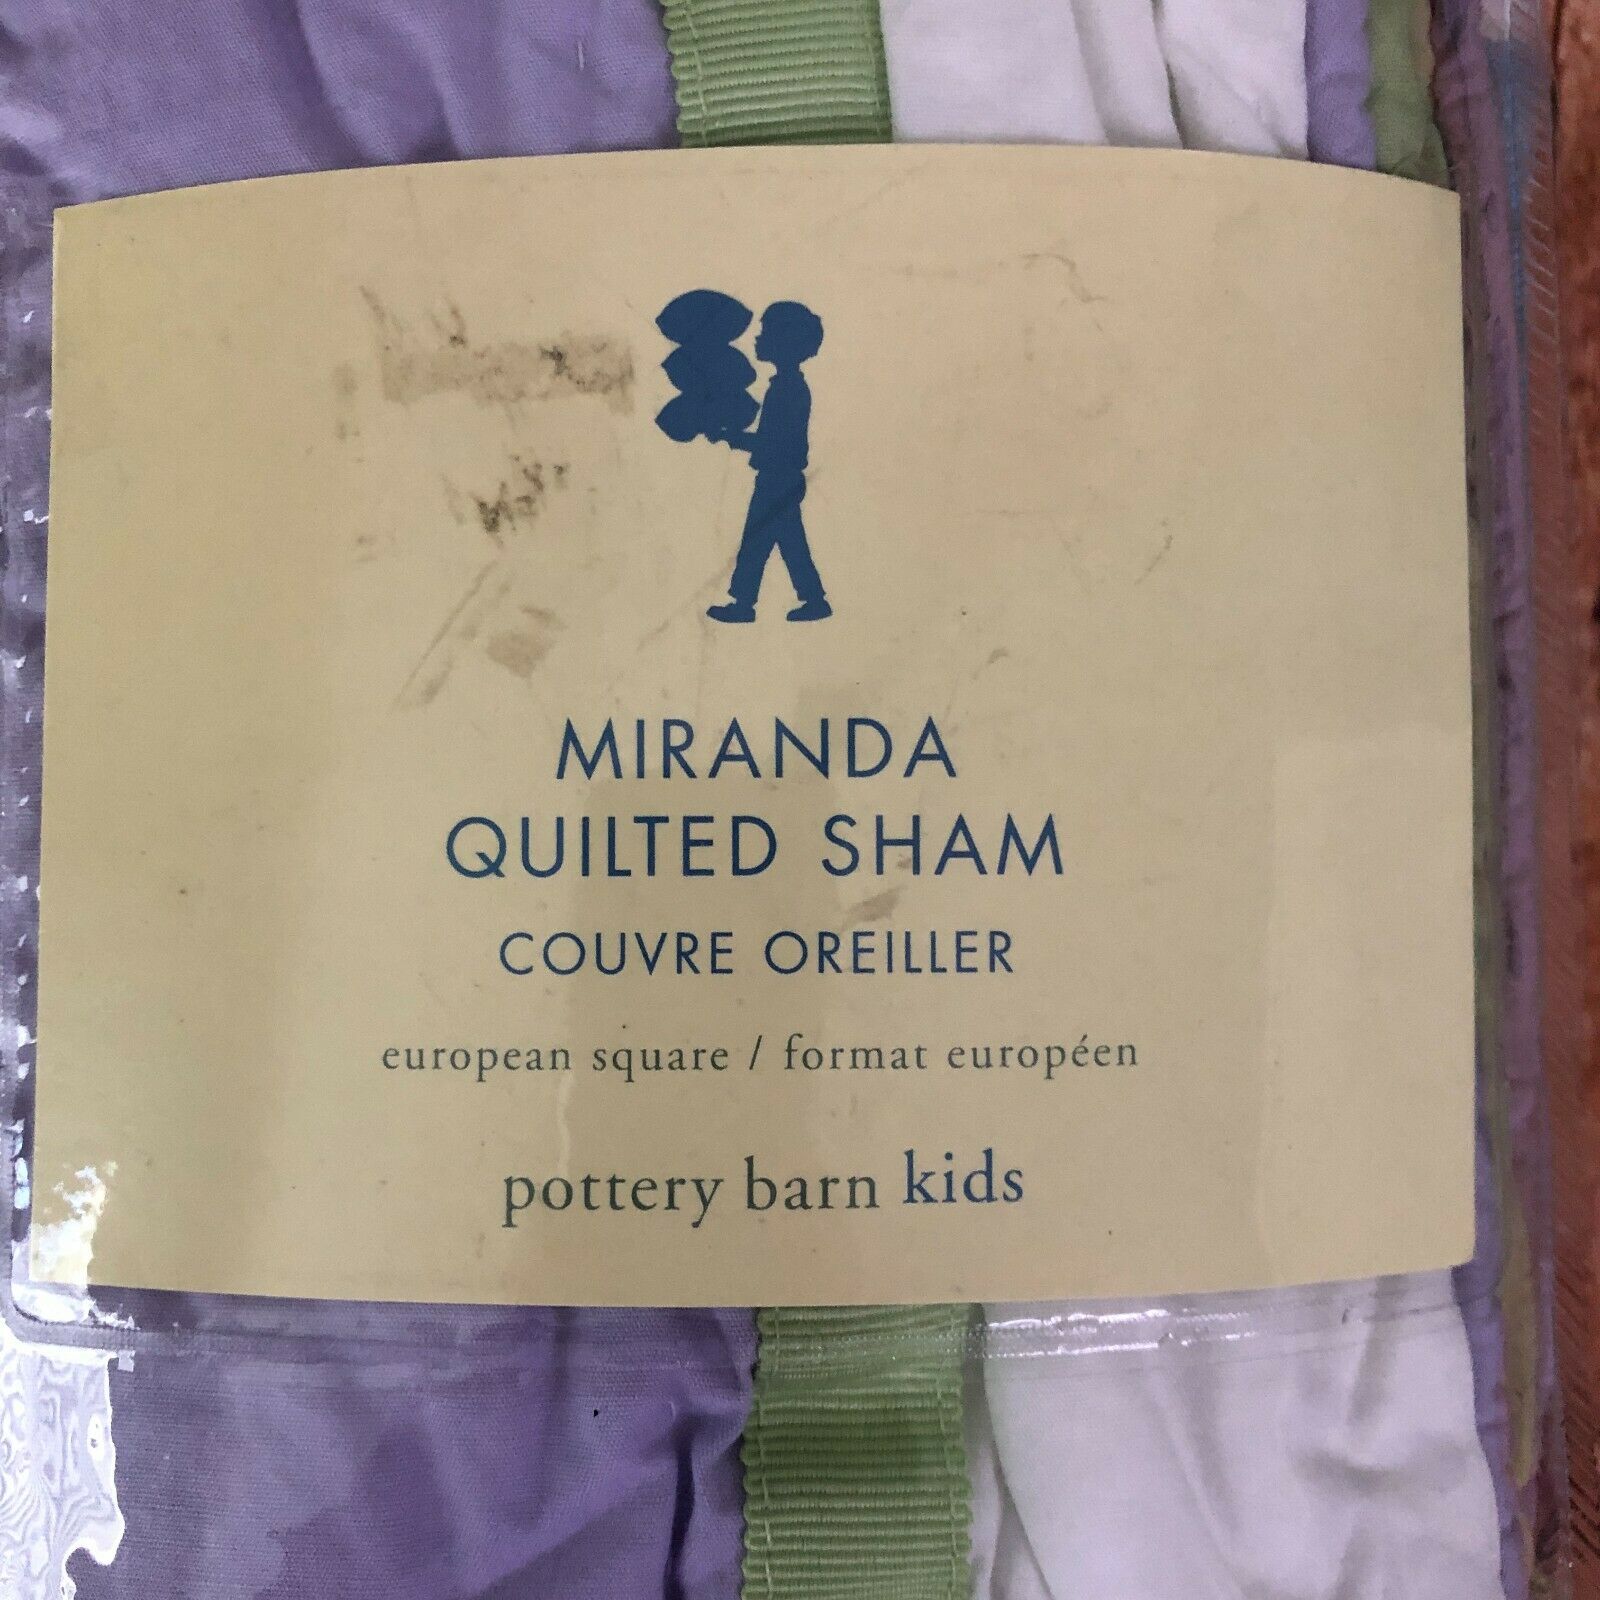 MIRANDA
QUILTED SHAM
COUVRE OREILLER
european square / format européen
pottery barn kids